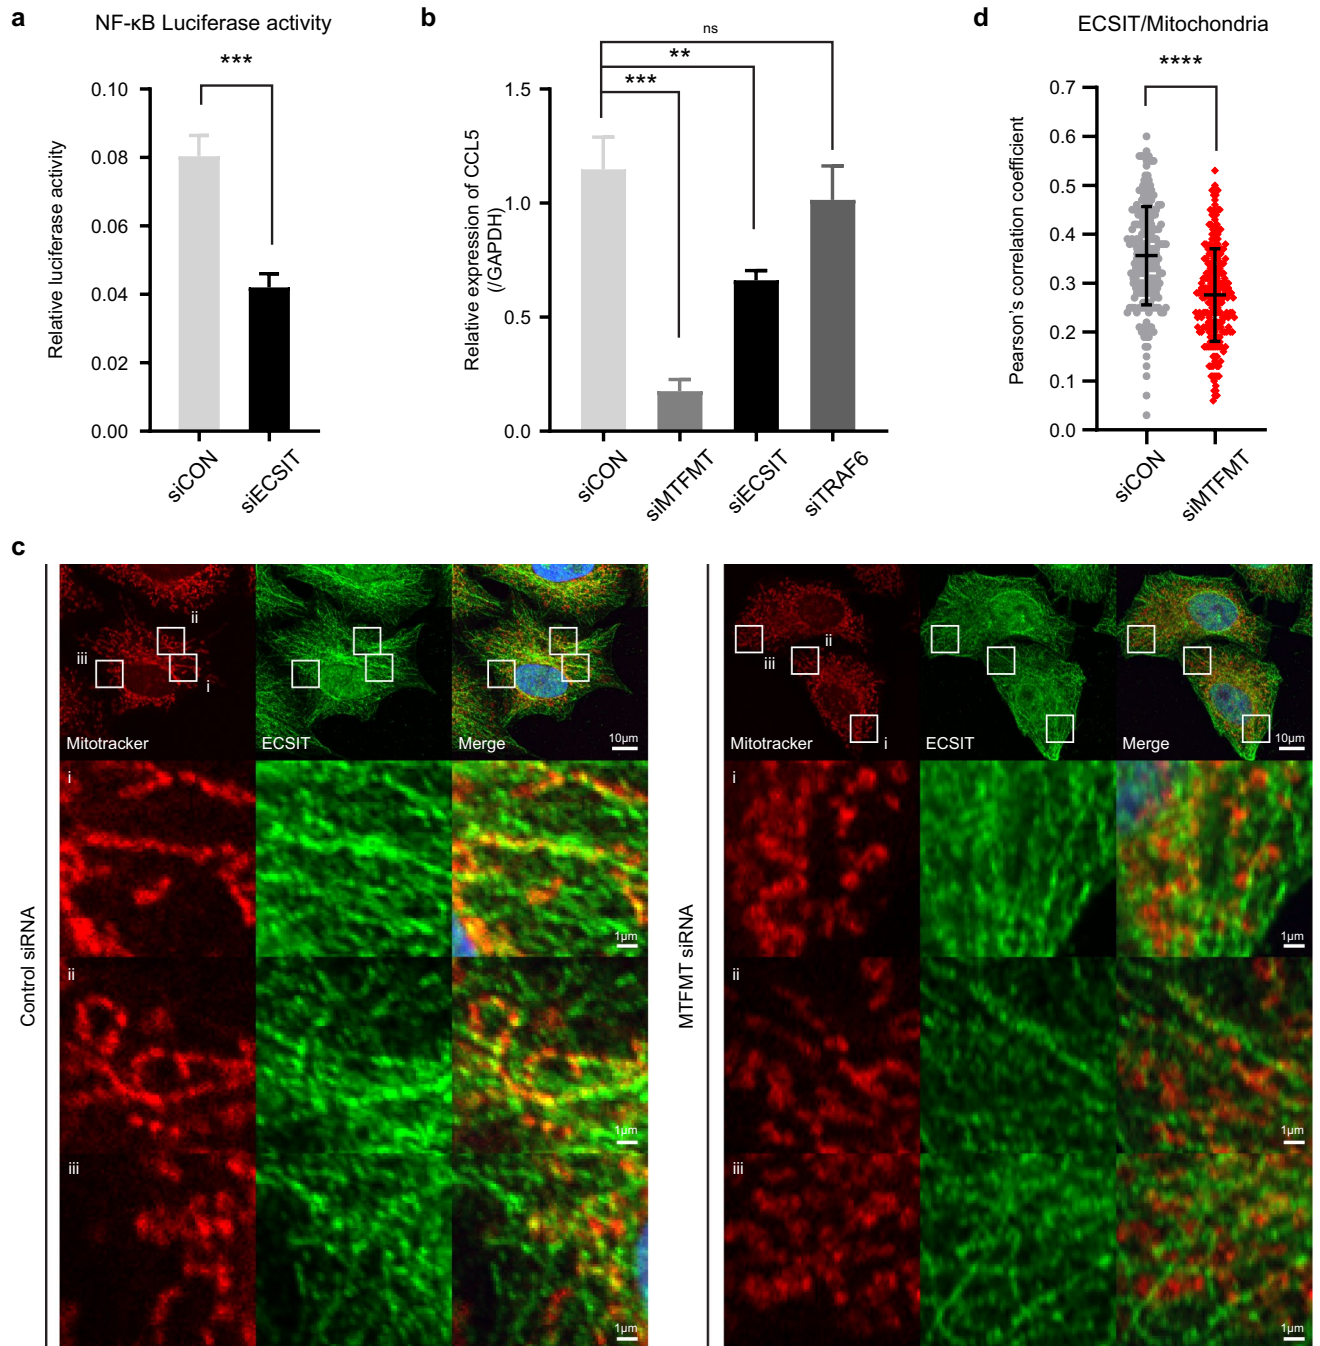 a
NF-κB Luciferase activity
***
Relative luciferase activity
0.10
0.08
0.06
0.04
0.02
0.00
siCON
siECSIT
b
ns
**
***
Relative expression of CCL5
(/GAPDH)
1.5
1.0
0.5
0.0
siCON
siMTFMT
siECSIT
siTRAF6
d
ECSIT/Mitochondria
****
Pearson's correlation coefficient
0.7
0.6
0.5
0.4
0.3
0.2
0.1
0.0
siCON
siMTFMT
c
Control siRNA
ii
iii
i
Mitotracker
ECSIT
Merge
10µm
i
1µm
ii
1µm
iii
1µm
MTFMT siRNA
ii
iii
i
Mitotracker
ECSIT
Merge
10µm
i
1µm
ii
1µm
iii
1µm